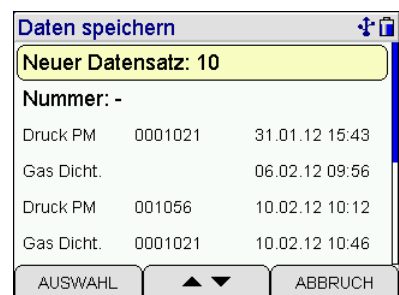 Daten speichern
Neuer Datensatz: 10
Nummer: -
Druck PM 0001021 31.01.12 15:43
Gas Dicht. 06.02.12 09:56
Druck PM 001056 10.02.12 10:12
Gas Dicht. 0001021 10.02.12 10:46
AUSWAHL ▲ ▼ ABBRUCH